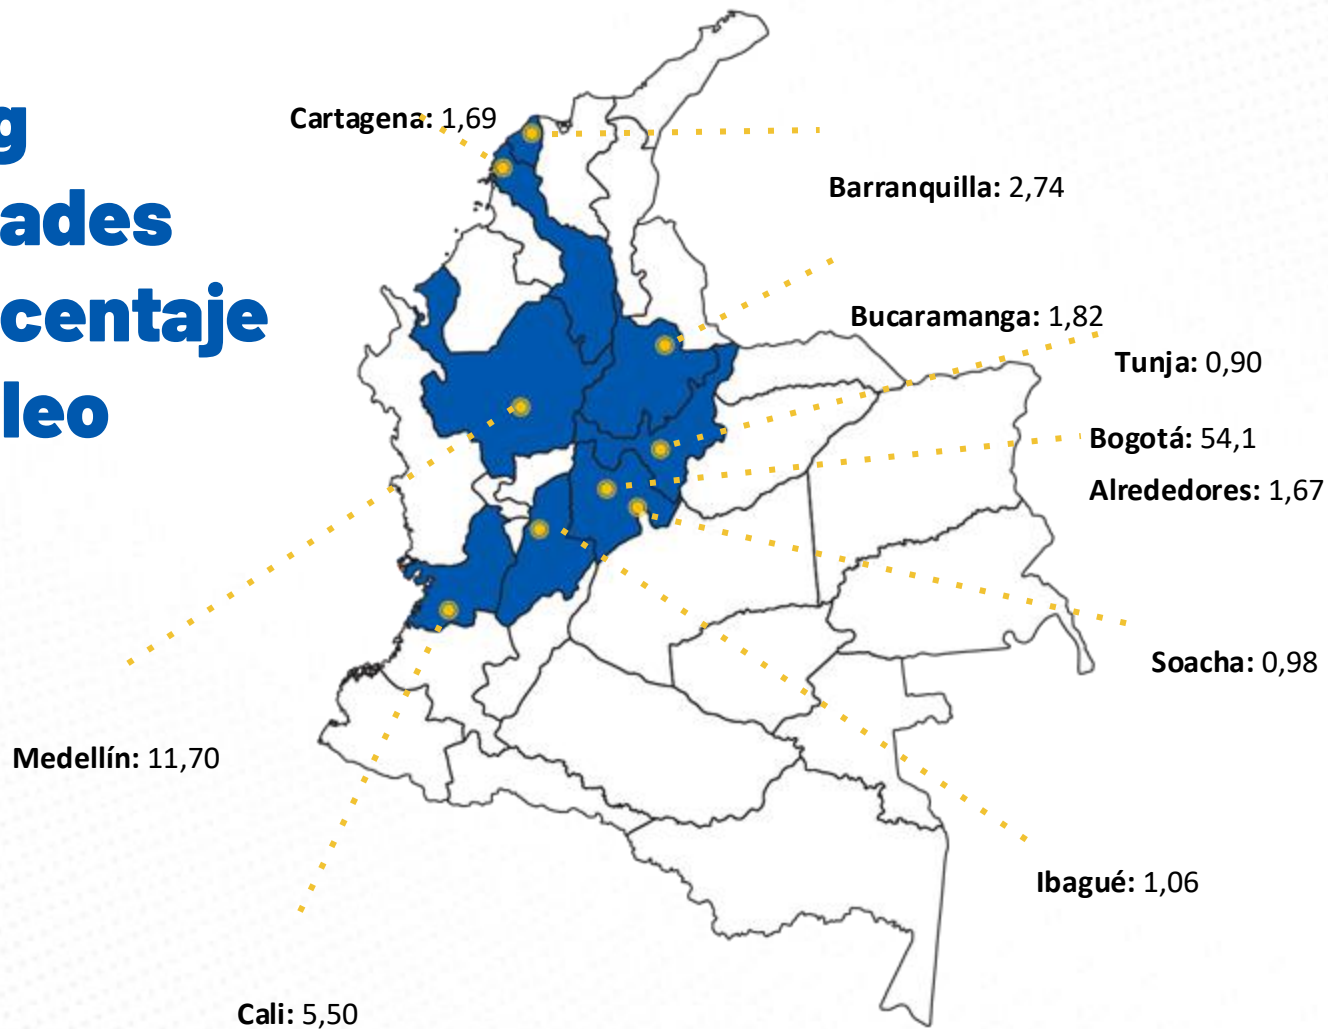 g
ades
centaje
leo
Cartagena: 1,69
Barranquilla: 2,74
Bucaramanga: 1,82
Tunja: 0,90
Bogotá: 54,1
Alrededores: 1,67
Soacha: 0,98
Medellín: 11,70
Ibagué: 1,06
Cali: 5,50